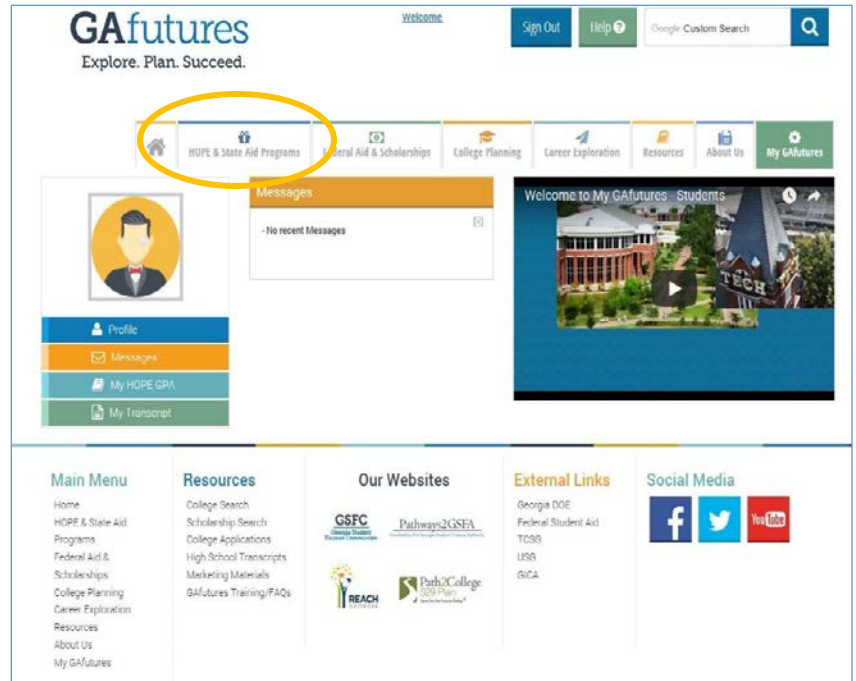 GAfutures
Explore. Plan. Succeed.
Welcome
Sign Out
Help ?
Google Custom Search
HOPE & State Aid Programs
Federal Aid & Scholarships
College Planning
Career Exploration
Resources
About Us
My GAfutures
Messages
- No recent Messages
Welcome to My GAfutures - Students
TECH
Profile
Messages
My HOPE GPA
My Transcript
Main Menu
Home
HOPE & State Aid
Programs
Federal Aid &
Scholarships
College Planning
Career Exploration
Resources
About Us
My GAfutures
Resources
College Search
Scholarship Search
College Applications
High School Transcripts
Marketing Materials
GAfutures Training/FAQs
Our Websites
GSFC
Georgia Student
Pathways2GSFA
REACH
GEORGIA
Path2College
529 Plan
External Links
Georgia DOE
Federal Student Aid
TCSG
USG
GICA
Social Media
f
You Tube